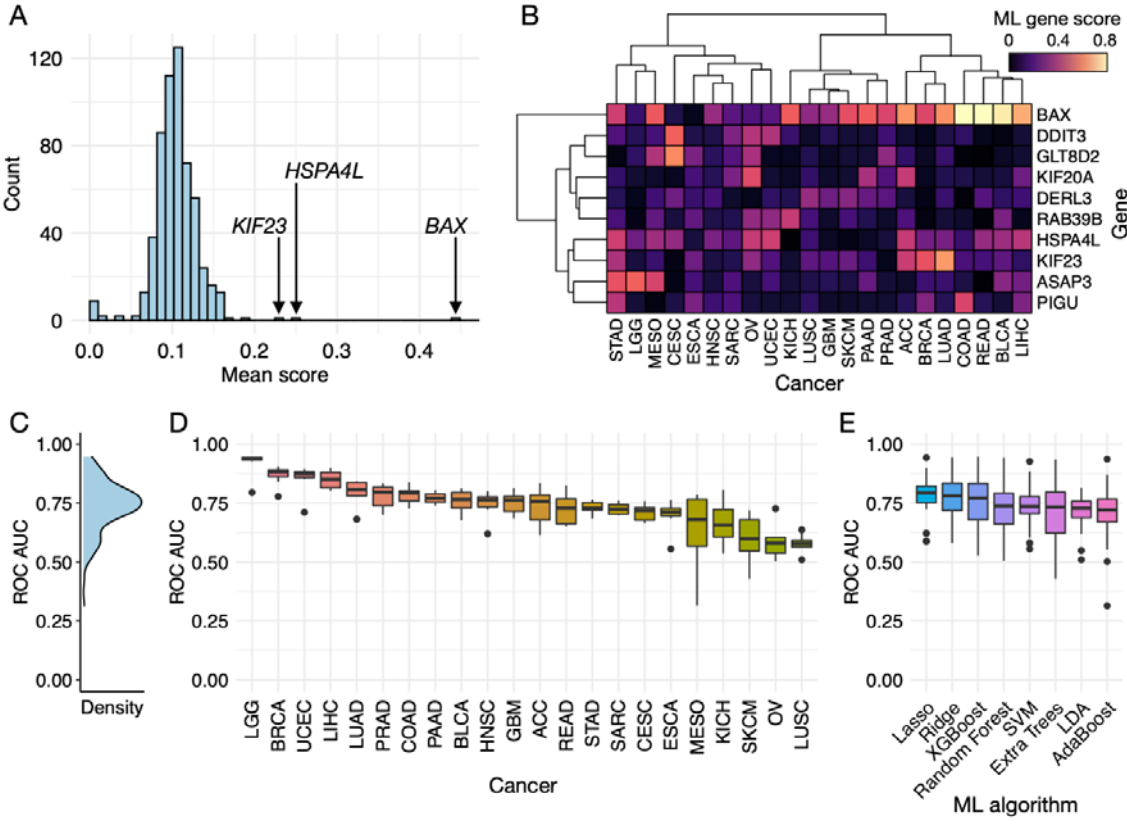 A
120
80
40
0
Count
HSPA4L
KIF23
BAX
0.0 0.1 0.2 0.3 0.4
Mean score
B
ML gene score
0 0.4 0.8
BAX
DDIT3
GLT8D2
KIF20A
DERL3
RAB39B
HSPA4L
KIF23
ASAP3
PIGU
Gene
STAD
LGG
MESO
CESC
ESCA
HNSC
SARC
OV
UCEC
KICH
LUSC
GBM
SKCM
PAAD
PRAD
ACC
BRCA
LUAD
COAD
READ
BLCA
LIHC
Cancer
C
1.00
0.75
0.50
0.25
0.00
ROC AUC
Density
D
1.00
0.75
0.50
0.25
0.00
ROC AUC
LGG
BRCA
UCEC
LIHC
LUAD
PRAD
COAD
PAAD
BLCA
HNSC
GBM
ACC
READ
STAD
SARC
CESC
ESCA
MESO
KICH
SKCM
OV
LUSC
Cancer
E
1.00
0.75
0.50
0.25
0.00
ROC AUC
Lasso
Ridge
XGBoost
Random Forest
SVM
Extra Trees
LDA
AdaBoost
ML algorithm